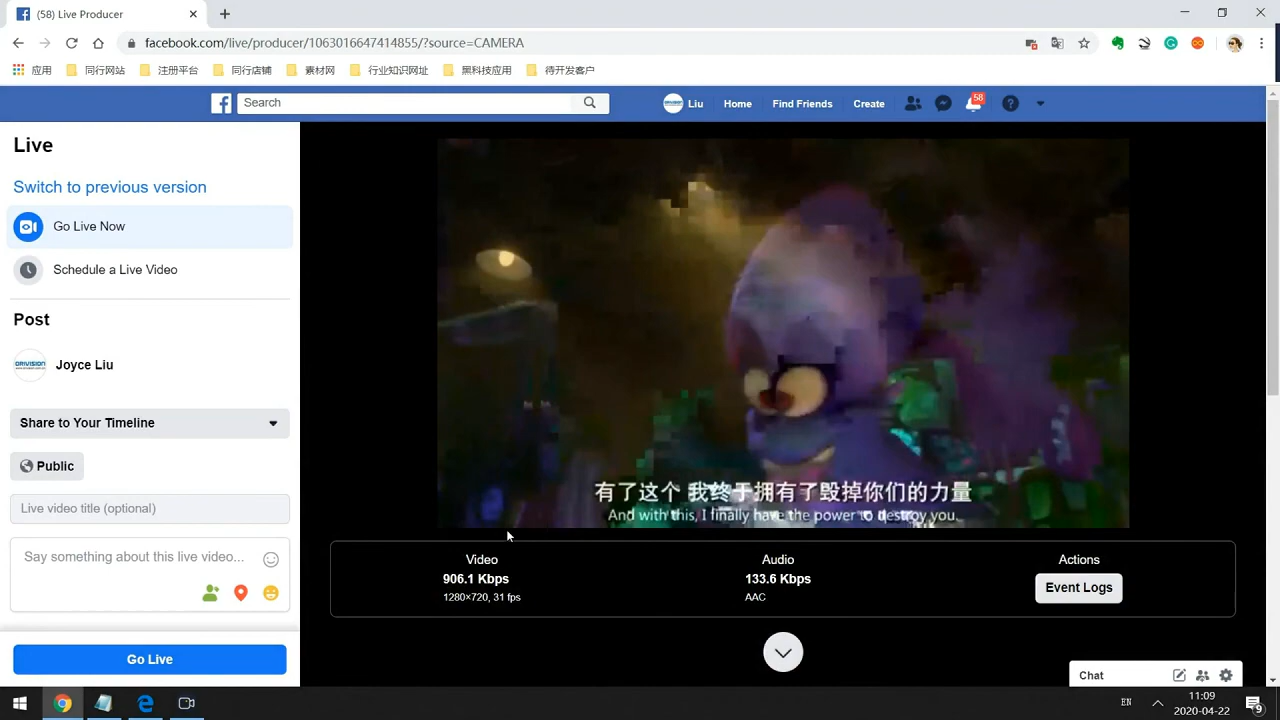 (58) Live Producer
facebook.com/live/producer/1063016647414855/?source=CAMERA
应用 同行网站 注册平台 同行店铺 素材网 行业知识网址 黑科技应用 待开发客户
Search
Liu Home Find Friends Create 58
Live
Switch to previous version
Go Live Now
Schedule a Live Video
Post
ORIVISION
Joyce Liu
Share to Your Timeline
Public
Live video title (optional)
Say something about this live video...
Go Live
有了这个 我终于拥有了毁掉你们的力量
And with this, I finally have the power to destroy you.
Video Audio Actions
906.1 Kbps 133.6 Kbps Event Logs
1280×720, 31 fps AAC
Chat
EN 11:09
2020-04-22 9